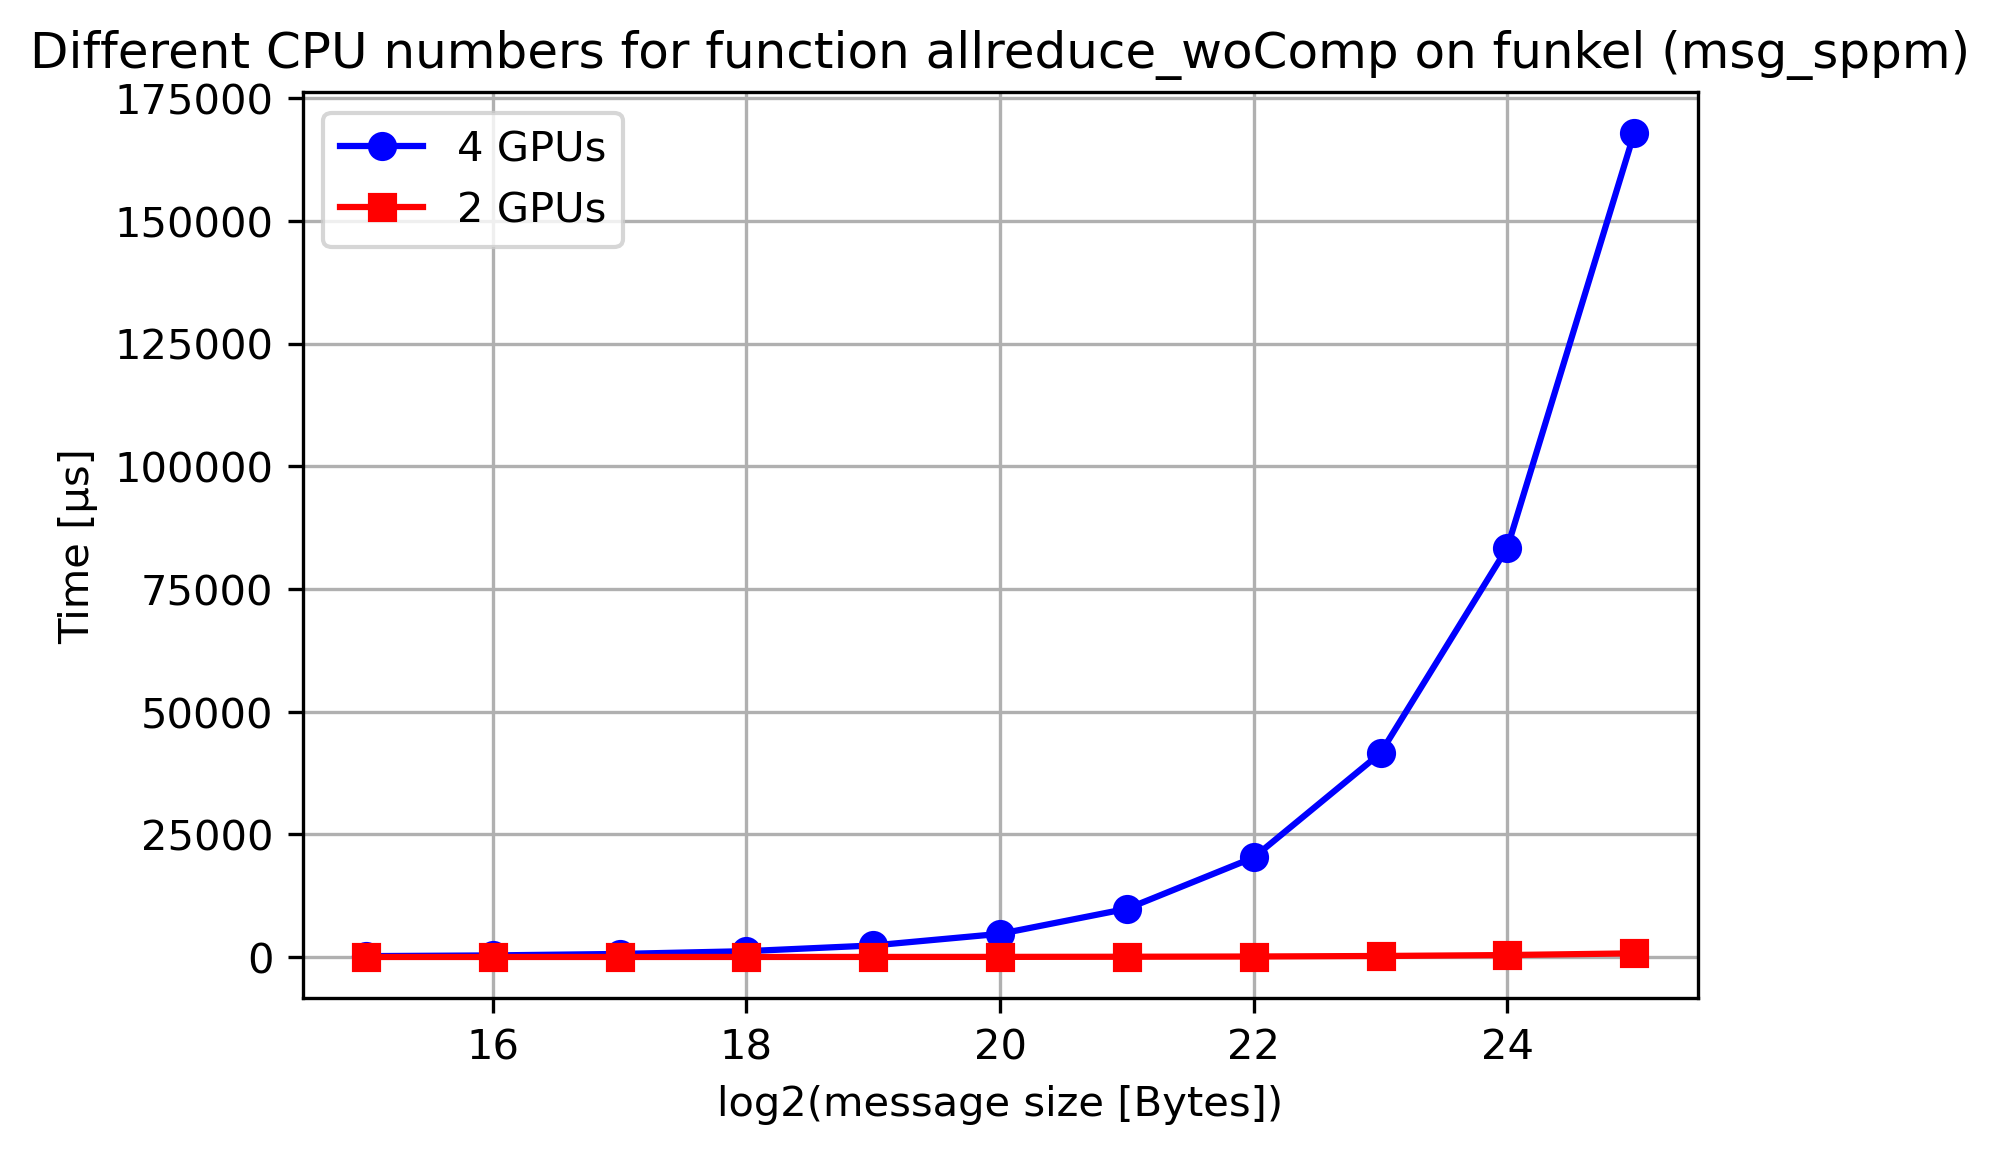 Different CPU numbers for function allreduce_woComp on funkel (msg_sppm)
4 GPUs
2 GPUs
175000
150000
125000
100000
75000
50000
25000
0
Time [µs]
16 18 20 22 24
log2(message size [Bytes])